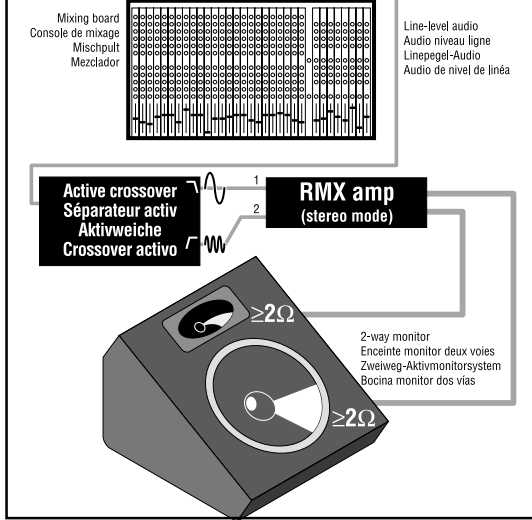 Mixing board
Console de mixage
Mischpult
Mezclador
Line-level audio
Audio niveau ligne
Linepegel-Audio
Audio de nivel de linéa
Active crossover
Séparateur activ
Aktivweiche
Crossover activo
1
2
RMX amp
(stereo mode)
≥2Ω
2-way monitor
Enceinte monitor deux voies
Zweiweg-Aktivmonitorsystem
Bocina monitor dos vías
≥2Ω